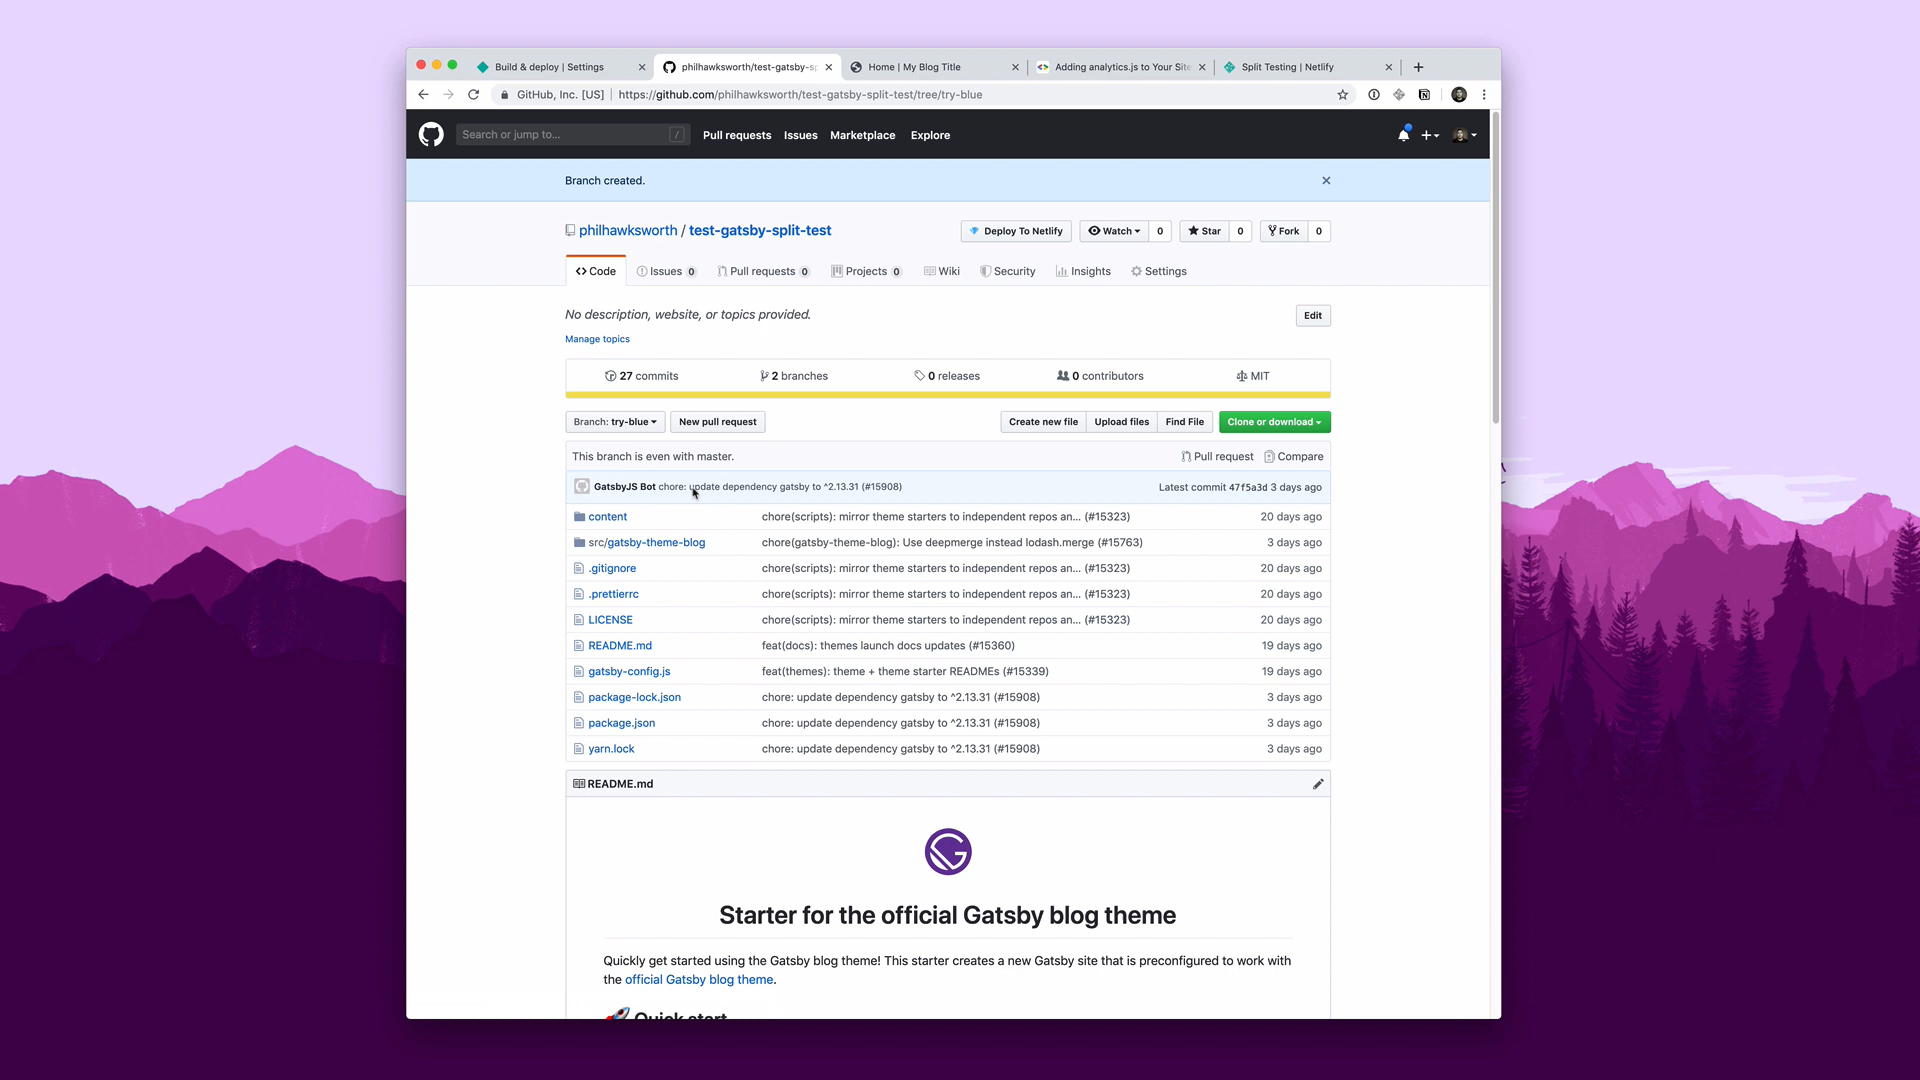 Build & deploy | Settings
philhawksworth/test-gatsby-sp
Home | My Blog Title
Adding analytics.js to Your Site
Split Testing | Netlify
GitHub, Inc. [US] | https://github.com/philhawksworth/test-gatsby-split-test/tree/try-blue
Search or jump to... /
Pull requests Issues Marketplace Explore
Branch created.
philhawksworth / test-gatsby-split-test
Deploy To Netlify Watch 0 Star 0 Fork 0
Code Issues 0 Pull requests 0 Projects 0 Wiki Security Insights Settings
No description, website, or topics provided.
Edit
Manage topics
27 commits 2 branches 0 releases 0 contributors MIT
Branch: try-blue New pull request Create new file Upload files Find File Clone or download
This branch is even with master. Pull request Compare
GatsbyJS Bot chore: update dependency gatsby to ^2.13.31 (#15908) Latest commit 47f5a3d 3 days ago
content chore(scripts): mirror theme starters to independent repos an... (#15323) 20 days ago
src/gatsby-theme-blog chore(gatsby-theme-blog): Use deepmerge instead lodash.merge (#15763) 3 days ago
.gitignore chore(scripts): mirror theme starters to independent repos an... (#15323) 20 days ago
.prettierrc chore(scripts): mirror theme starters to independent repos an... (#15323) 20 days ago
LICENSE chore(scripts): mirror theme starters to independent repos an... (#15323) 20 days ago
README.md feat(docs): themes launch docs updates (#15360) 19 days ago
gatsby-config.js feat(themes): theme + theme starter READMEs (#15339) 19 days ago
package-lock.json chore: update dependency gatsby to ^2.13.31 (#15908) 3 days ago
package.json chore: update dependency gatsby to ^2.13.31 (#15908) 3 days ago
yarn.lock chore: update dependency gatsby to ^2.13.31 (#15908) 3 days ago
README.md
Starter for the official Gatsby blog theme
Quickly get started using the Gatsby blog theme! This starter creates a new Gatsby site that is preconfigured to work with
the official Gatsby blog theme.
Quick start